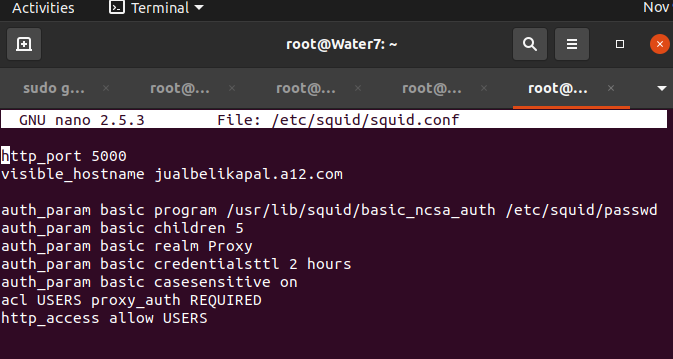 Activities
Terminal
Nov
root@Water7: ~
sudo g...
root@...
root@...
root@...
root@...
GNU nano 2.5.3 File: /etc/squid/squid.conf
http_port 5000
visible_hostname jualbelikapal.a12.com
auth_param basic program /usr/lib/squid/basic_ncsa_auth /etc/squid/passwd
auth_param basic children 5
auth_param basic realm Proxy
auth_param basic credentialsttl 2 hours
auth_param basic casesensitive on
acl USERS proxy_auth REQUIRED
http_access allow USERS